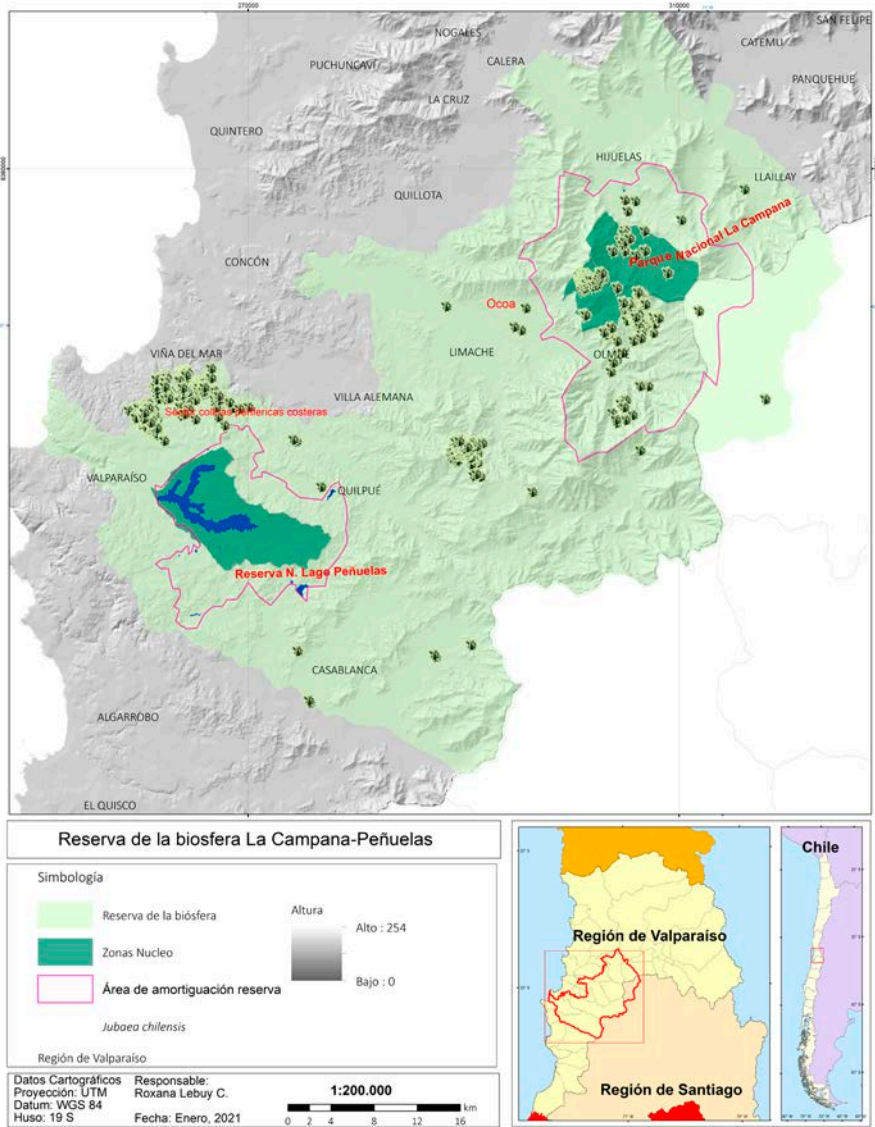 270000
310000
SAN FELIPE
NOGALES
CATEMU
PUCHUNCAVÍ
CALERA
PANQUEHUE
LA CRUZ
QUINTERO
HIJUELAS
LLAILLAY
QUILLOTA
Parque Nacional La Campana
CONCÓN
Ocoa
VIÑA DEL MAR
LIMACHE
OLMUE
VILLA ALEMANA
colinas perifericas costeras
VALPARAÍSO
QUILPUÉ
Reserva N. Lago Peñuelas
CASABLANCA
ALGARROBO
EL QUISCO
Reserva de la biosfera La Campana-Peñuelas
Simbología
Reserva de la biósfera
Zonas Nucleo
Área de amortiguación reserva
Jubaea chilensis
Región de Valparaíso
Altura
Alto : 254
Bajo : 0
Datos Cartográficos
Proyección: UTM
Datum: WGS 84
Huso: 19 S
Responsable:
Roxana Lebuy C.
Fecha: Enero, 2021
1:200.000
0 2 4 8 12 16 km
Región de Valparaíso
Región de Santiago
Chile